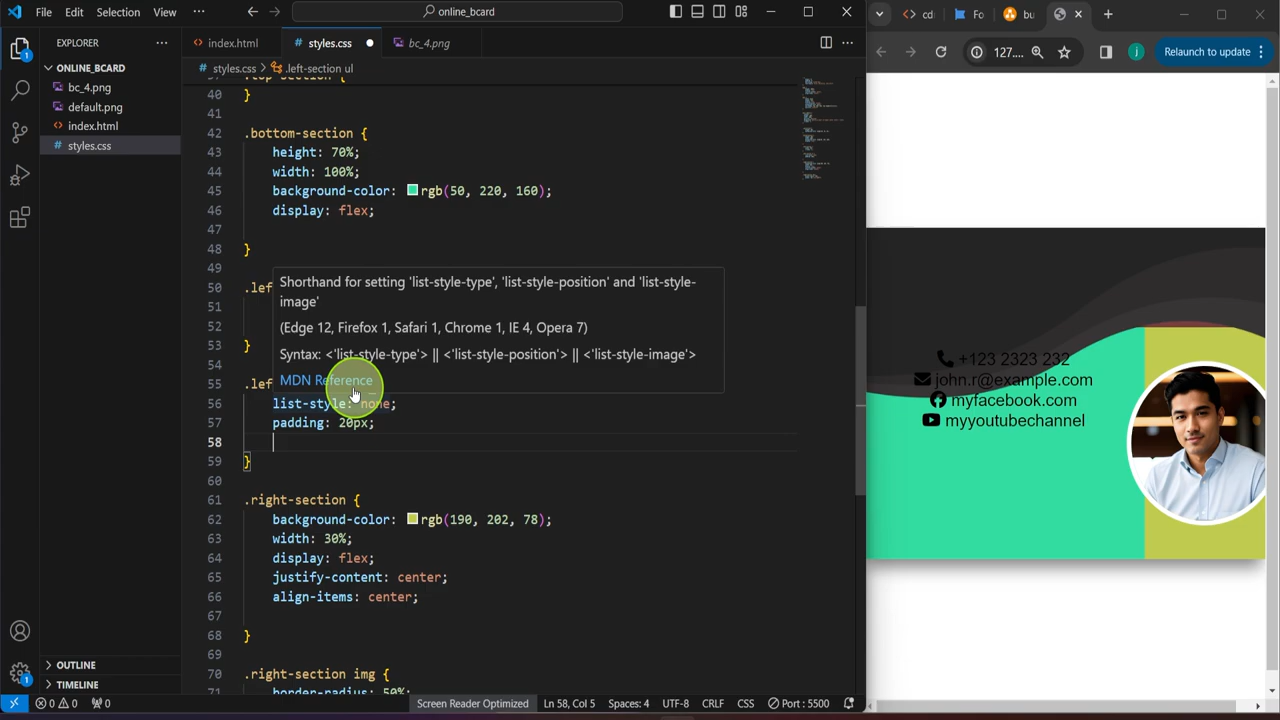 File Edit Selection View ··· online_bcard
EXPLORER ···
ONLINE_BCARD
bc_4.png
default.png
index.html
styles.css
OUTLINE
TIMELINE
index.html styles.css bc_4.png ···
styles.css > .left-section ul
40 }
41
42 .bottom-section {
43 height: 70%;
44 width: 100%;
45 background-color: rgb(50, 220, 160);
46 display: flex;
47
48 }
49
50 .lef
51
52
53 }
54
55 .lef
56 list-style: none;
57 padding: 20px;
58
59 }
60
61 .right-section {
62 background-color: rgb(190, 202, 78);
63 width: 30%;
64 display: flex;
65 justify-content: center;
66 align-items: center;
67
68 }
69
70 .right-section img {
Shorthand for setting 'list-style-type', 'list-style-position' and 'list-style-
image'
(Edge 12, Firefox 1, Safari 1, Chrome 1, IE 4, Opera 7)
Syntax: <'list-style-type'> || <'list-style-position'> || <'list-style-image'>
MDN Reference
0 0 0 Screen Reader Optimized Ln 58, Col 5 Spaces: 4 UTF-8 CRLF CSS Port : 5500
cd Fo bu
127.... j Relaunch to update
+123 2323 232
john.r@example.com
myfacebook.com
myyoutubechannel